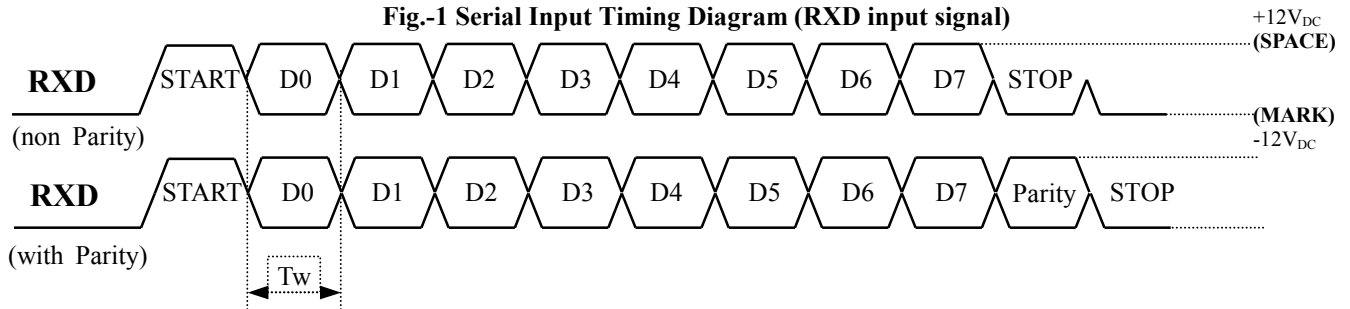 Fig.-1 Serial Input Timing Diagram (RXD input signal)
+12VDC
(SPACE)
RXD START D0 D1 D2 D3 D4 D5 D6 D7 STOP
(non Parity)
(MARK)
-12VDC
RXD START D0 D1 D2 D3 D4 D5 D6 D7 Parity STOP
(with Parity)
Tw